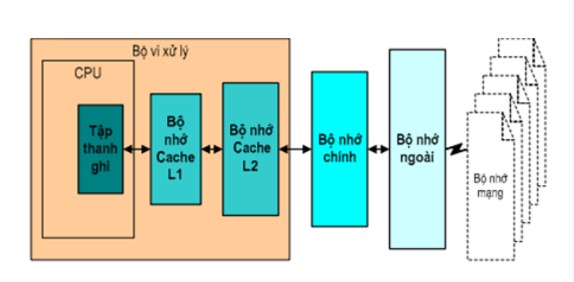 Bộ vi xử lý
CPU
Tập
thanh
ghi
Bộ
nhớ
Cache
L1
Bộ nhớ
Cache
L2
Bộ nhớ
chính
Bộ nhớ
ngoài
Bộ nhớ
mạng